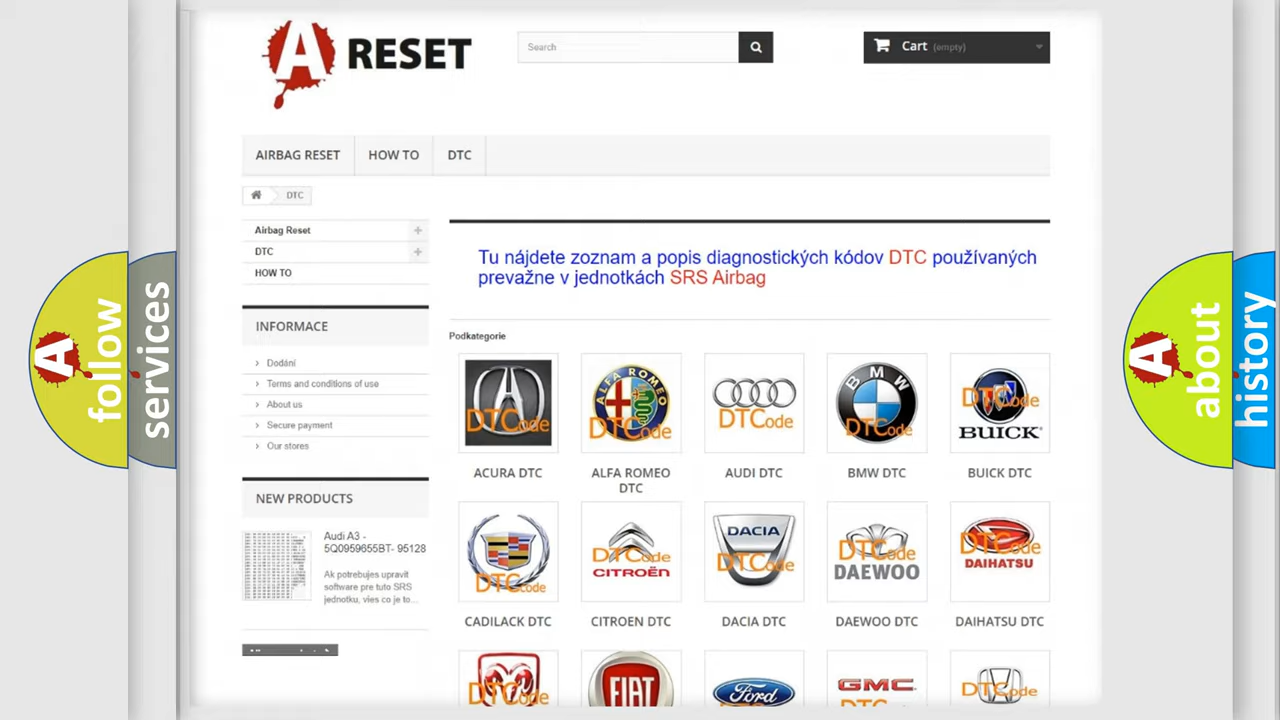 A RESET
Search
Cart (empty)
AIRBAG RESET
HOW TO
DTC
DTC
Airbag Reset
DTC
HOW TO
INFORMACE
Dodání
Terms and conditions of use
About us
Secure payment
Our stores
NEW PRODUCTS
Audi A3 -
5Q0959655BT- 95128
Ak potrebujes upravit
software pre tuto SRS
jednotku, vies co je to...
Tu nájdete zoznam a popis diagnostických kódov DTC používaných
prevažne v jednotkách SRS Airbag
Podkategorie
DTCode
ALFA ROMEO
DTCode
DTCode
BMW
DTCode
DTCode
BUICK
ACURA DTC
ALFA ROMEO
DTC
AUDI DTC
BMW DTC
BUICK DTC
DTCode
DTCode
CITROËN
DACIA
DTCode
DTCode
DAEWOO
DTCode
DAIHATSU
CADILACK DTC
CITROEN DTC
DACIA DTC
DAEWOO DTC
DAIHATSU DTC
DTCode
FIAT
Ford
GMC
DTCode
A follow
services
A about
history